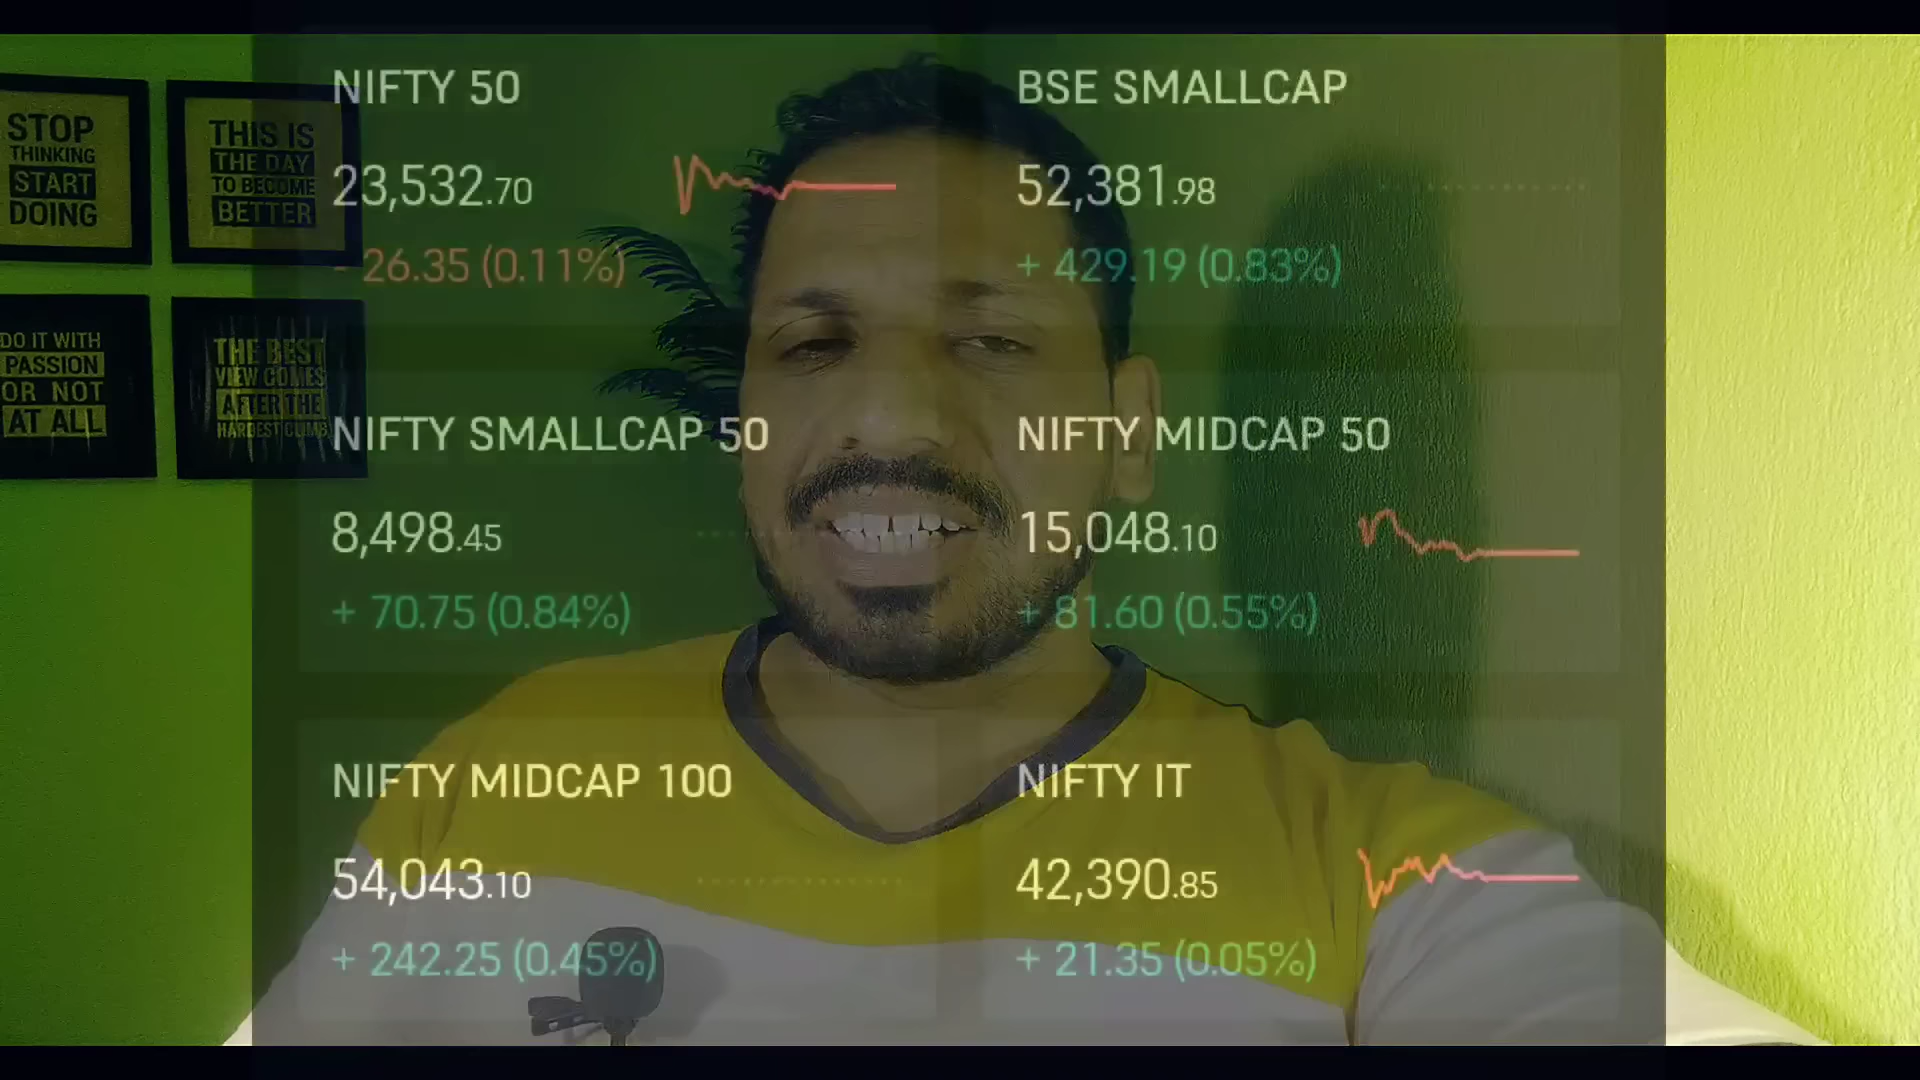 STOP
THINKING
START
DOING
THIS IS
THE DAY
TO BECOME
BETTER
DO IT WITH
PASSION
OR NOT
AT ALL
THE BEST
VIEW COMES
AFTER THE
HARDEST CLIMB
NIFTY 50
23,532.70
- 26.35 (0.11%)
BSE SMALLCAP
52,381.98
+ 429.19 (0.83%)
NIFTY SMALLCAP 50
8,498.45
+ 70.75 (0.84%)
NIFTY MIDCAP 50
15,048.10
+ 81.60 (0.55%)
NIFTY MIDCAP 100
54,043.10
+ 242.25 (0.45%)
NIFTY IT
42,390.85
+ 21.35 (0.05%)